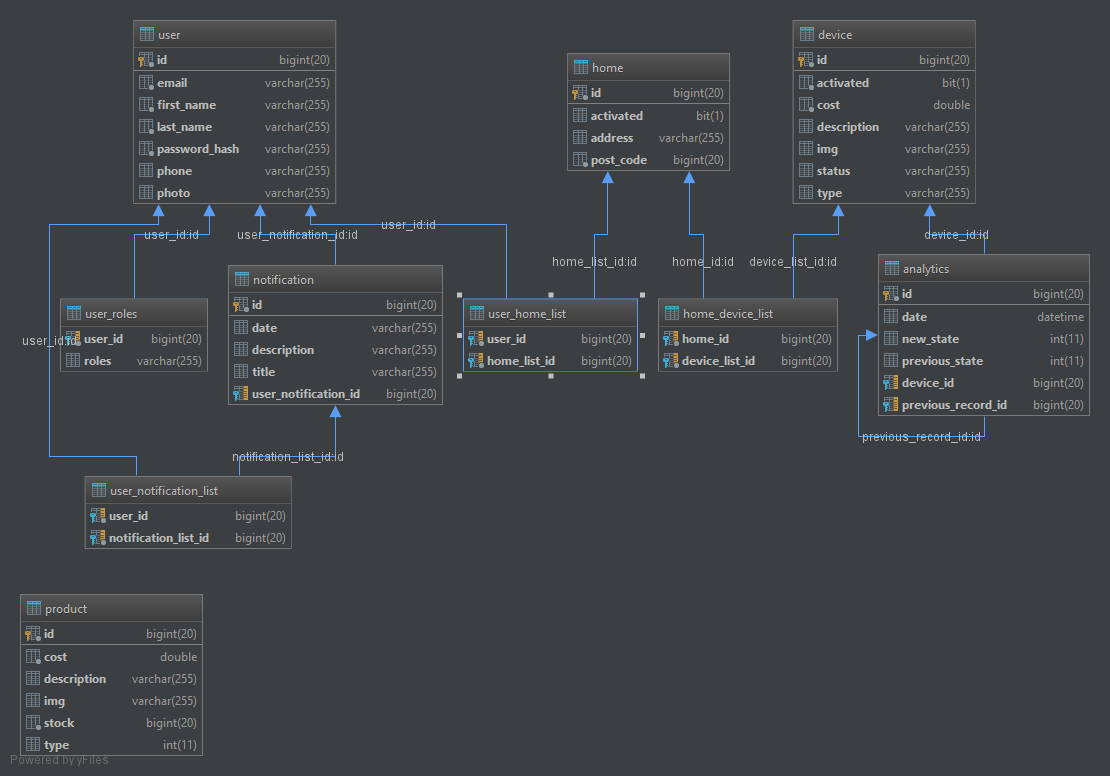 user
id bigint(20)
email varchar(255)
first_name varchar(255)
last_name varchar(255)
password_hash varchar(255)
phone varchar(255)
photo varchar(255)
home
id bigint(20)
activated bit(1)
address varchar(255)
post_code bigint(20)
device
id bigint(20)
activated bit(1)
cost double
description varchar(255)
img varchar(255)
status varchar(255)
type varchar(255)
user_id:id
user_notification_id:id
user_id:id
home_list_id:id
home_id:id
device_list_id:id
device_id:id
user_id:id
user_roles
user_id bigint(20)
roles varchar(255)
notification
id bigint(20)
date varchar(255)
description varchar(255)
title varchar(255)
user_notification_id bigint(20)
user_home_list
user_id bigint(20)
home_list_id bigint(20)
home_device_list
home_id bigint(20)
device_list_id bigint(20)
analytics
id bigint(20)
date datetime
new_state int(11)
previous_state int(11)
device_id bigint(20)
previous_record_id bigint(20)
previous_record_id:id
notification_list_id:id
user_notification_list
user_id bigint(20)
notification_list_id bigint(20)
product
id bigint(20)
cost double
description varchar(255)
img varchar(255)
stock bigint(20)
type int(11)
Powered by yFiles